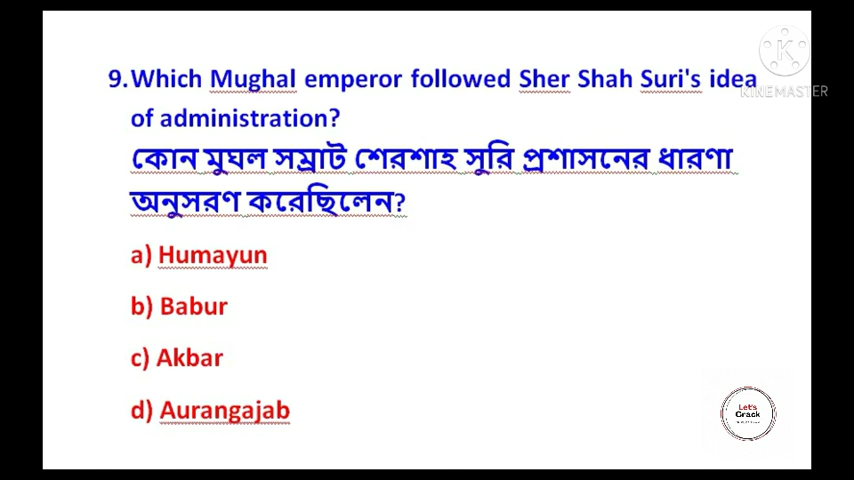 9.Which Mughal emperor followed Sher Shah Suri's idea
of administration?
কোন মুঘল সম্রাট শেরশাহ সুরি প্রশাসনের ধারণা
অনুসরণ করেছিলেন?
a) Humayun
b) Babur
c) Akbar
d) Aurangajab
KINEMASTER
Let's
Crack